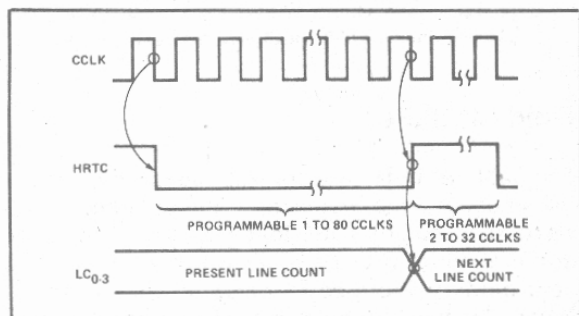 CCLK
HRTC
PROGRAMMABLE 1 TO 80 CCLKS
PROGRAMMABLE
2 TO 32 CCLKS
LC0-3
PRESENT LINE COUNT
NEXT
LINE COUNT